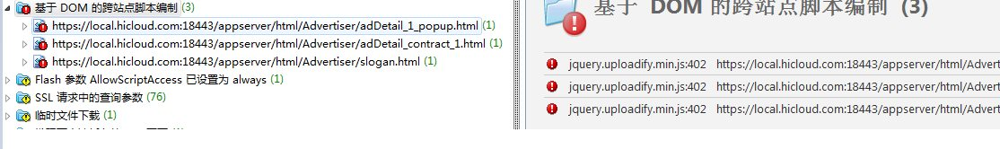 基于 DOM 的跨站点脚本编制 (3)
https://local.hicloud.com:18443/appserver/html/Advertiser/adDetail_1_popup.html (1)
https://local.hicloud.com:18443/appserver/html/Advertiser/adDetail_contract_1.html (1)
https://local.hicloud.com:18443/appserver/html/Advertiser/slogan.html (1)
Flash 参数 AllowScriptAccess 已设置为 always (1)
SSL 请求中的查询参数 (76)
临时文件下载 (1)
基于 DOM 的跨站点脚本编制 (3)
jquery.uploadify.min.js:402 https://local.hicloud.com:18443/appserver/html/Advert
jquery.uploadify.min.js:402 https://local.hicloud.com:18443/appserver/html/Advert
jquery.uploadify.min.js:402 https://local.hicloud.com:18443/appserver/html/Advert